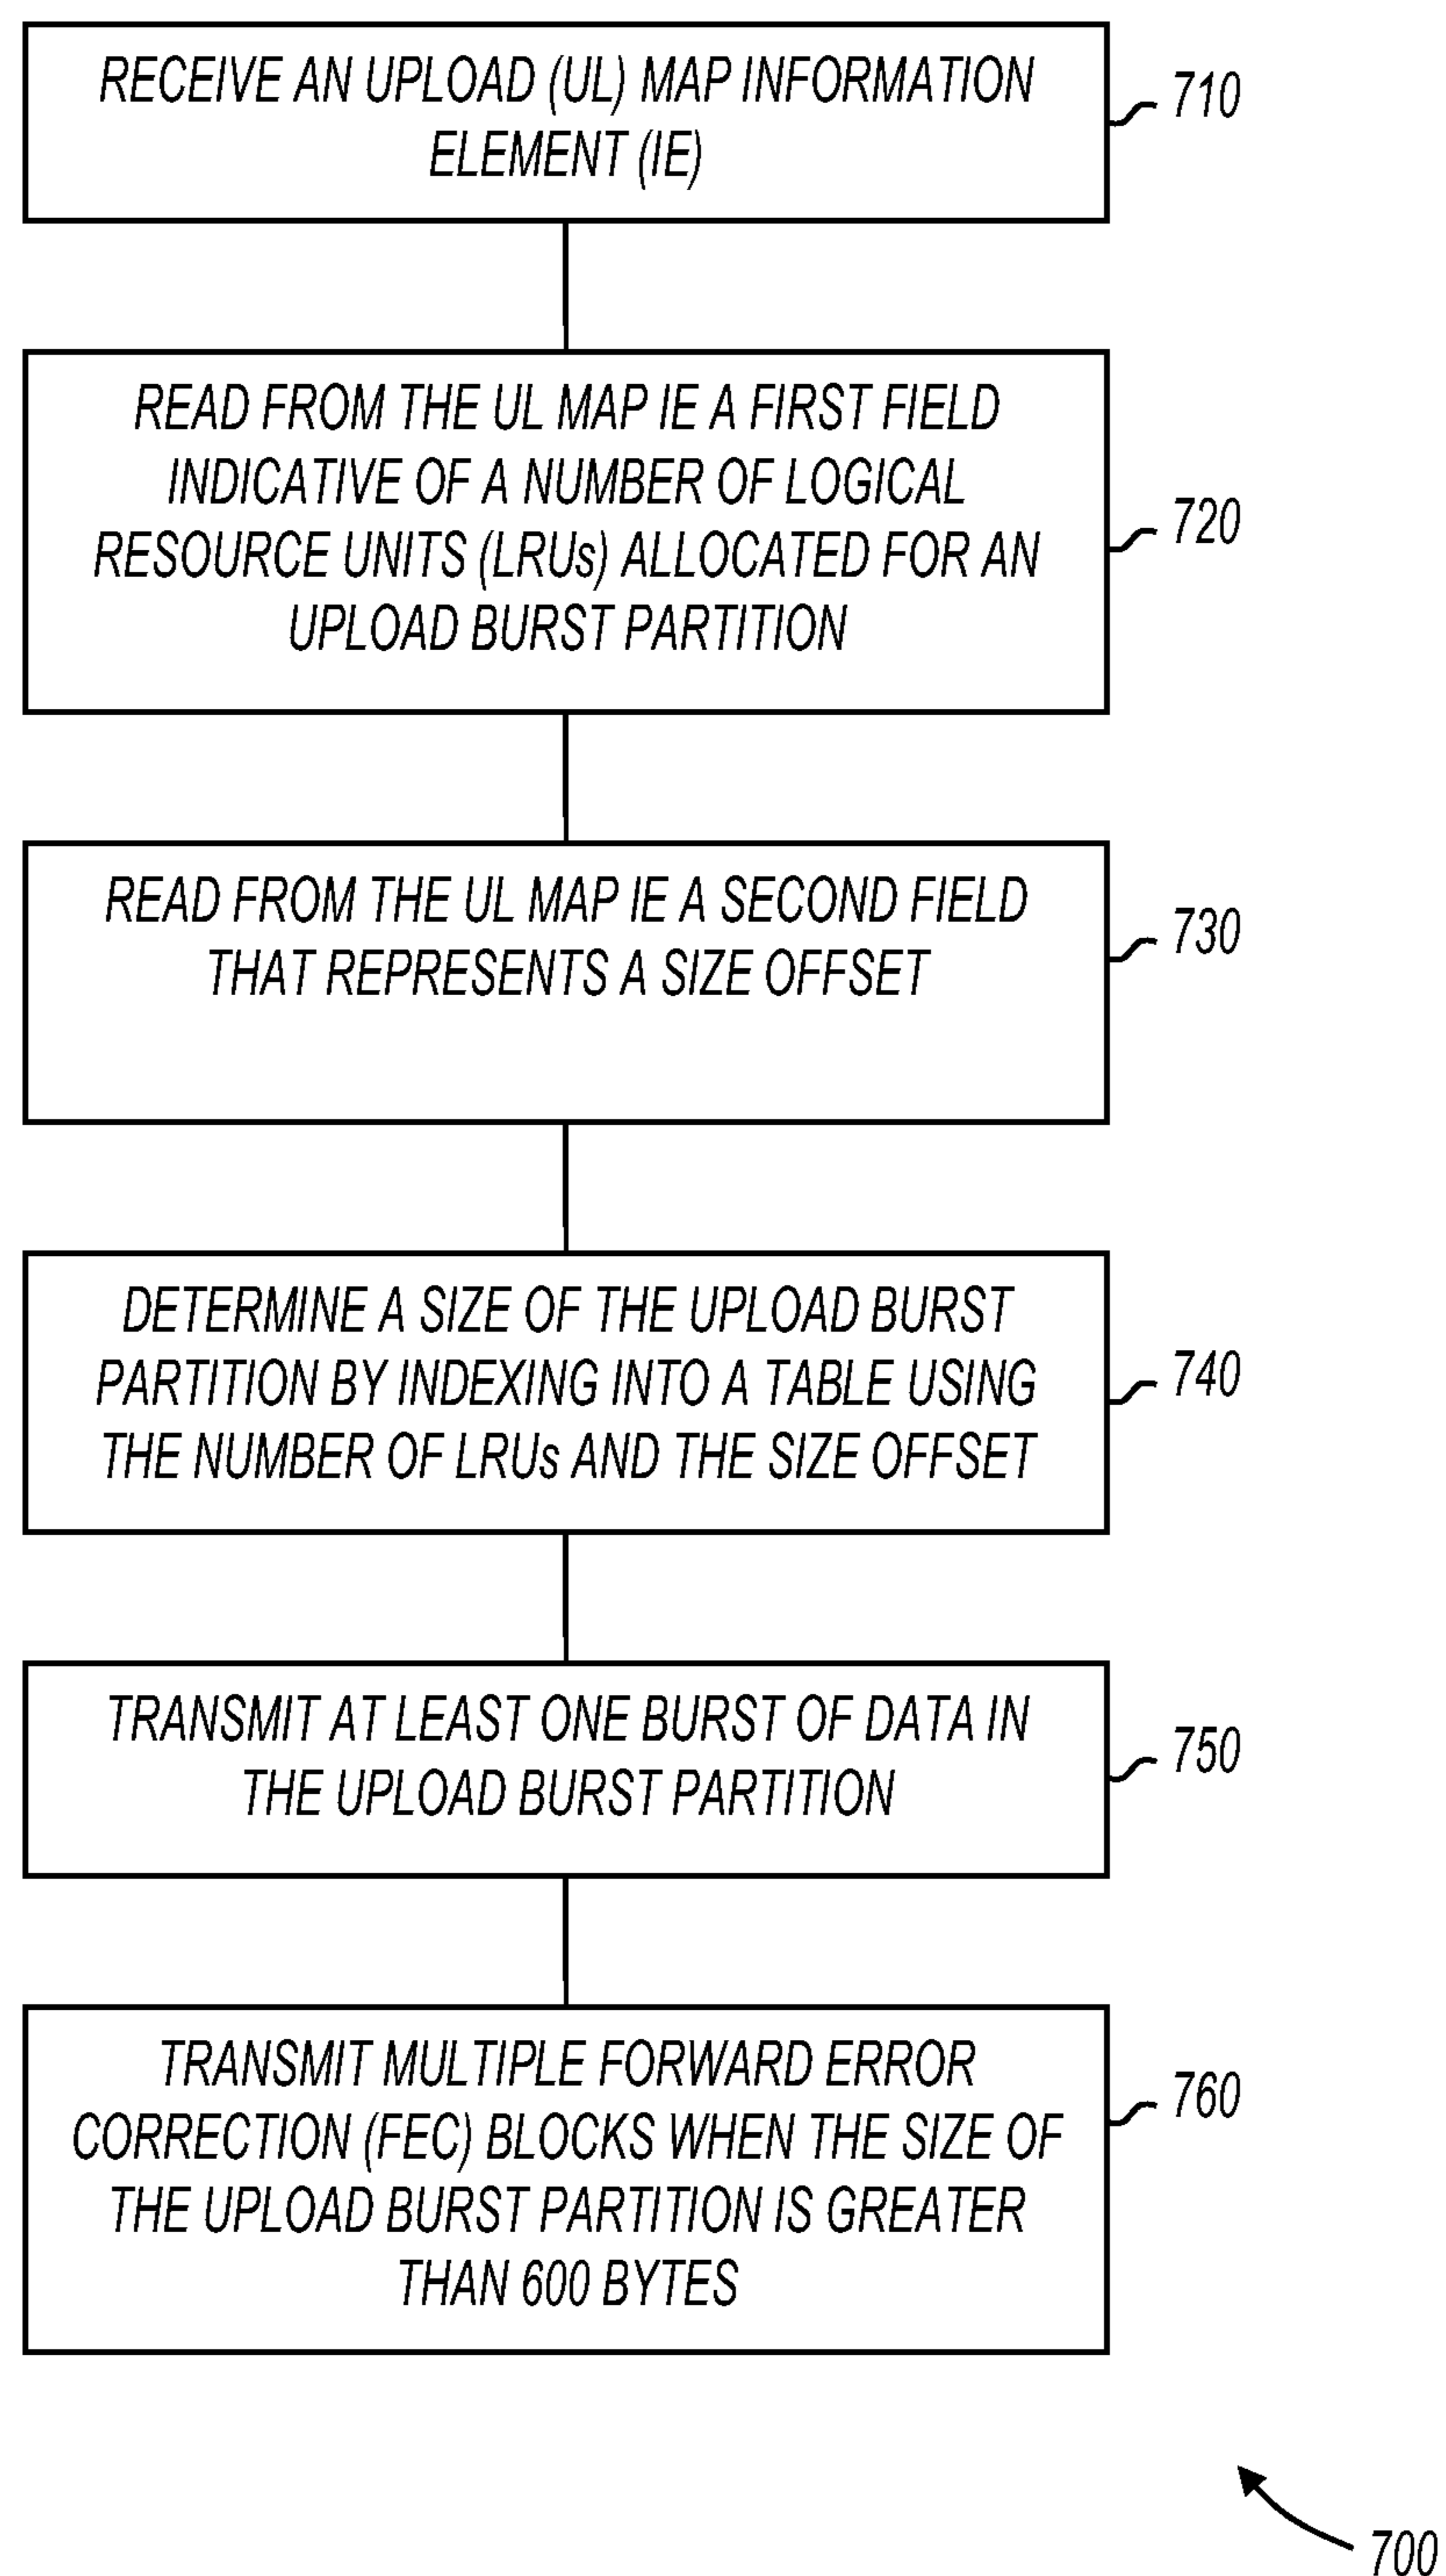 RECEIVE AN UPLOAD (UL) MAP INFORMATION
ELEMENT (IE)
710
READ FROM THE UL MAP IE A FIRST FIELD
INDICATIVE OF A NUMBER OF LOGICAL
RESOURCE UNITS (LRUs) ALLOCATED FOR AN
UPLOAD BURST PARTITION
720
READ FROM THE UL MAP IE A SECOND FIELD
THAT REPRESENTS A SIZE OFFSET
730
DETERMINE A SIZE OF THE UPLOAD BURST
PARTITION BY INDEXING INTO A TABLE USING
THE NUMBER OF LRUs AND THE SIZE OFFSET
740
TRANSMIT AT LEAST ONE BURST OF DATA IN
THE UPLOAD BURST PARTITION
750
TRANSMIT MULTIPLE FORWARD ERROR
CORRECTION (FEC) BLOCKS WHEN THE SIZE OF
THE UPLOAD BURST PARTITION IS GREATER
THAN 600 BYTES
760
700